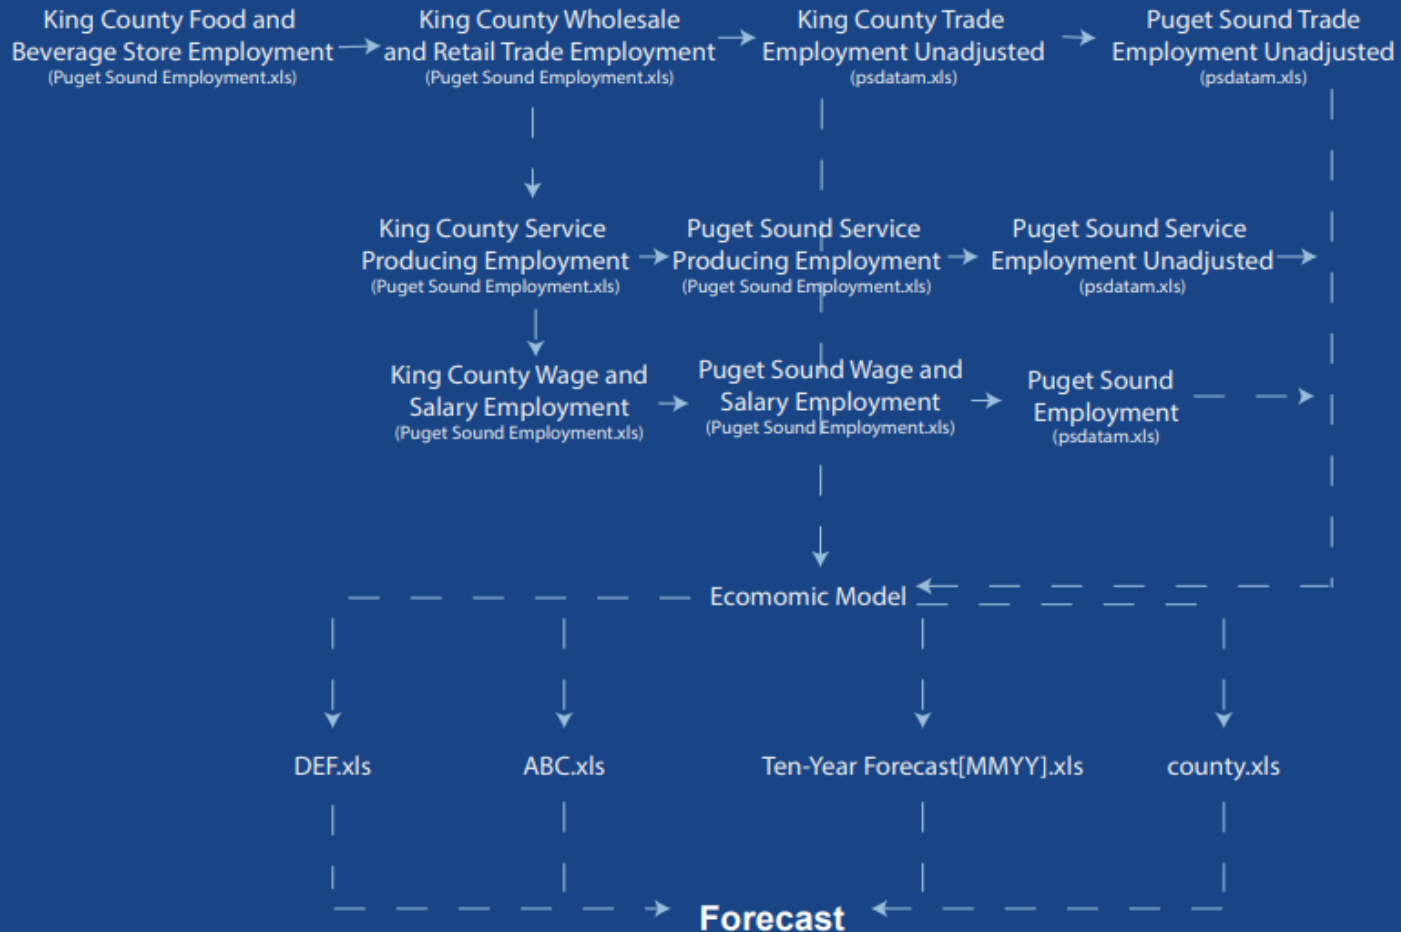 King County Food and
Beverage Store Employment
(Puget Sound Employment.xls)
King County Wholesale
and Retail Trade Employment
(Puget Sound Employment.xls)
King County Trade
Employment Unadjusted
(psdatam.xls)
Puget Sound Trade
Employment Unadjusted
(psdatam.xls)
King County Service
Producing Employment
(Puget Sound Employment.xls)
Puget Sound Service
Producing Employment
(Puget Sound Employment.xls)
Puget Sound Service
Employment Unadjusted
(psdatam.xls)
King County Wage and
Salary Employment
(Puget Sound Employment.xls)
Puget Sound Wage and
Salary Employment
(Puget Sound Employment.xls)
Puget Sound
Employment
(psdatam.xls)
Ecomomic Model
DEF.xls
ABC.xls
Ten-Year Forecast[MMYY].xls
county.xls
Forecast